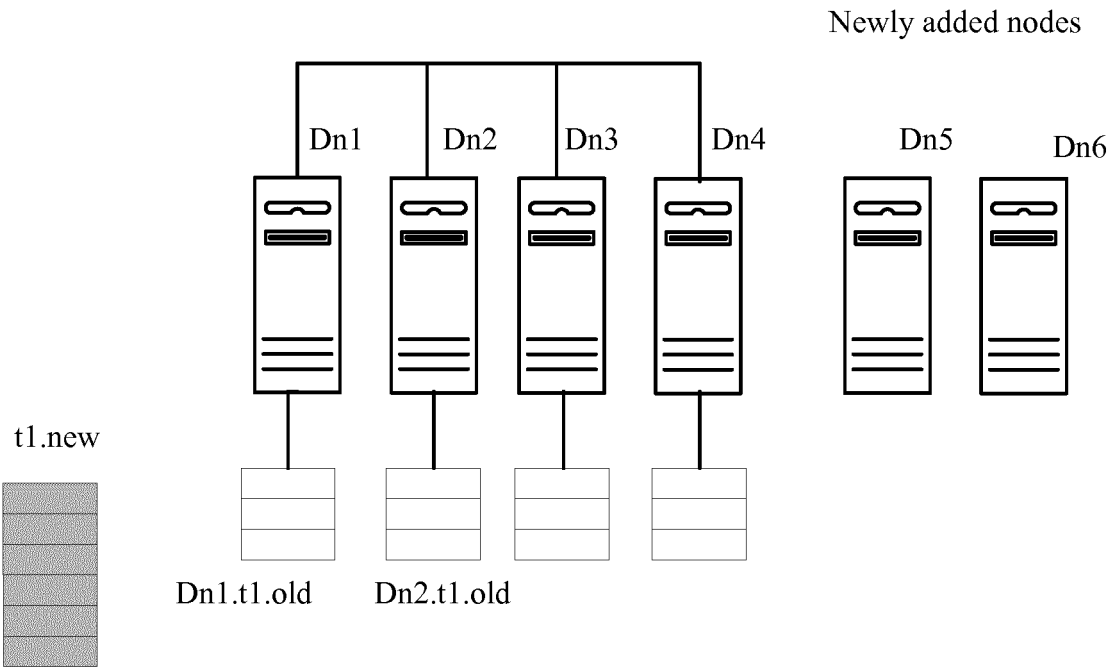 Newly added nodes
Dn1
Dn2
Dn3
Dn4
Dn5
Dn6
t1.new
Dn1.t1.old
Dn2.t1.old